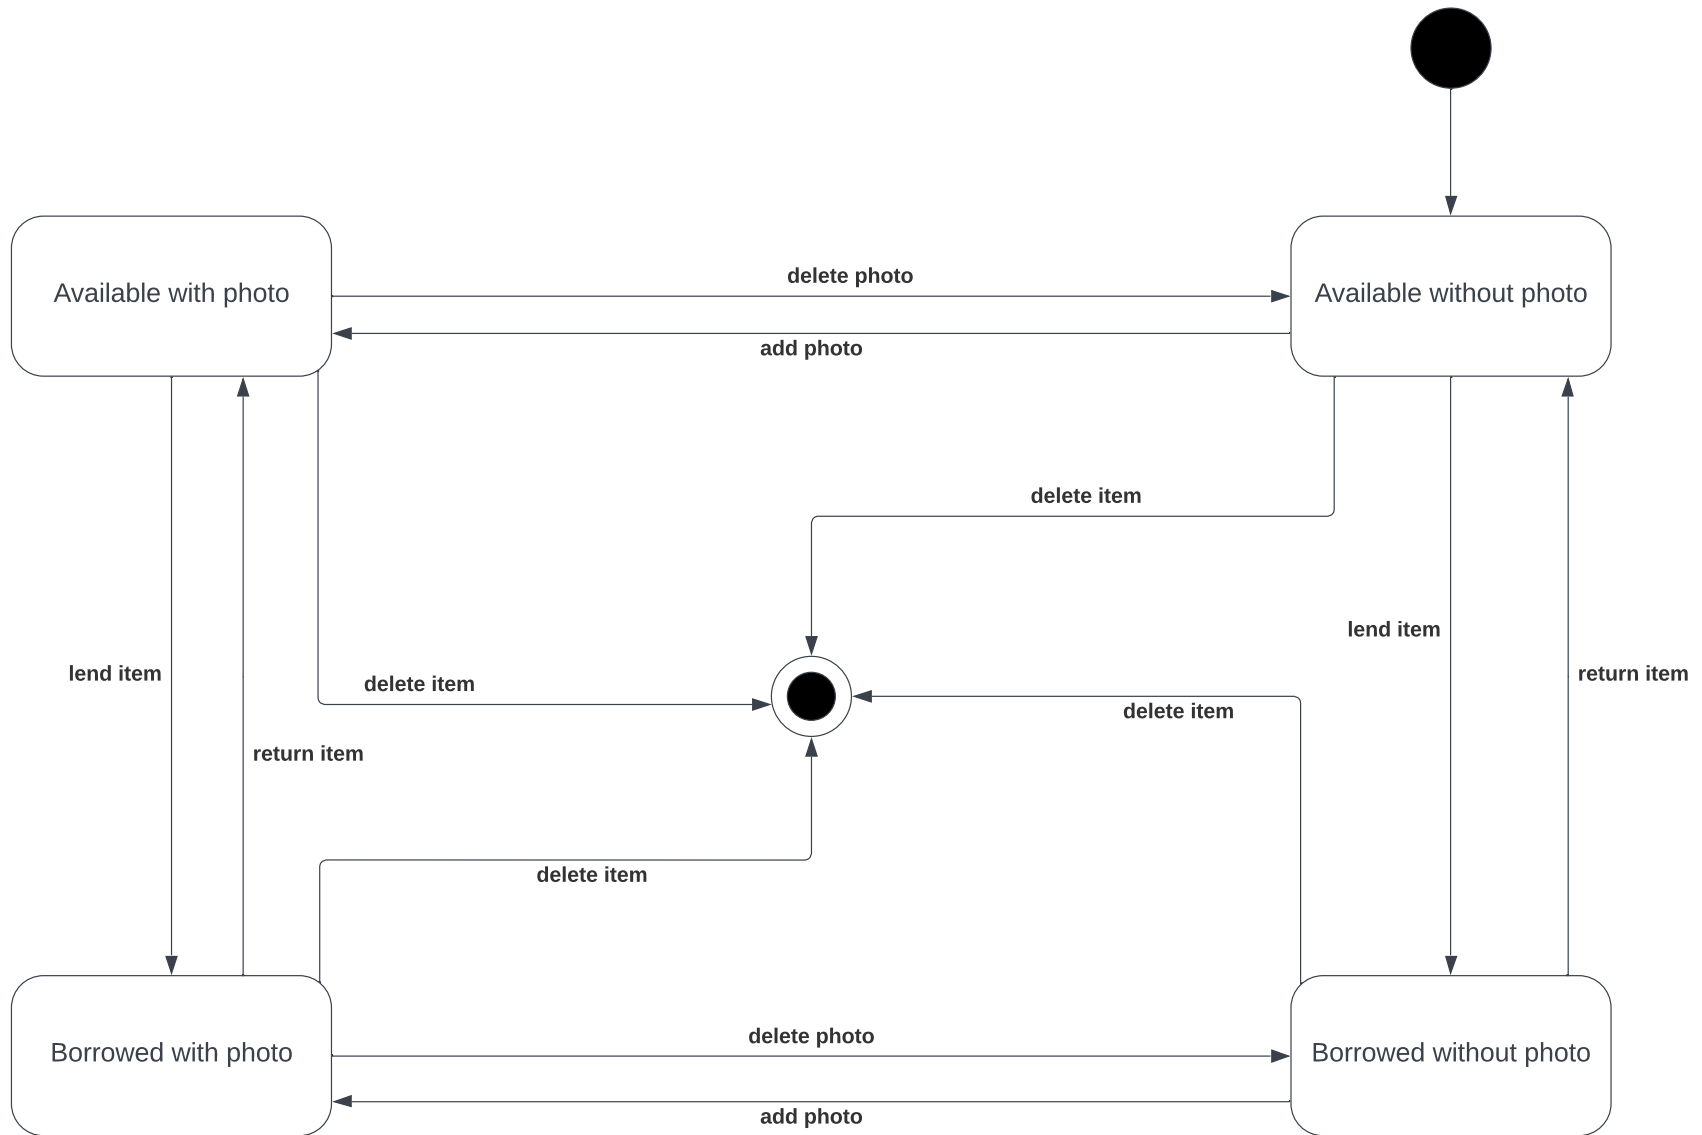 delete photo
Available with photo
Available without photo
add photo
delete item
lend item
lend item
return item
delete item
delete item
return item
delete item
delete photo
Borrowed with photo
Borrowed without photo
add photo